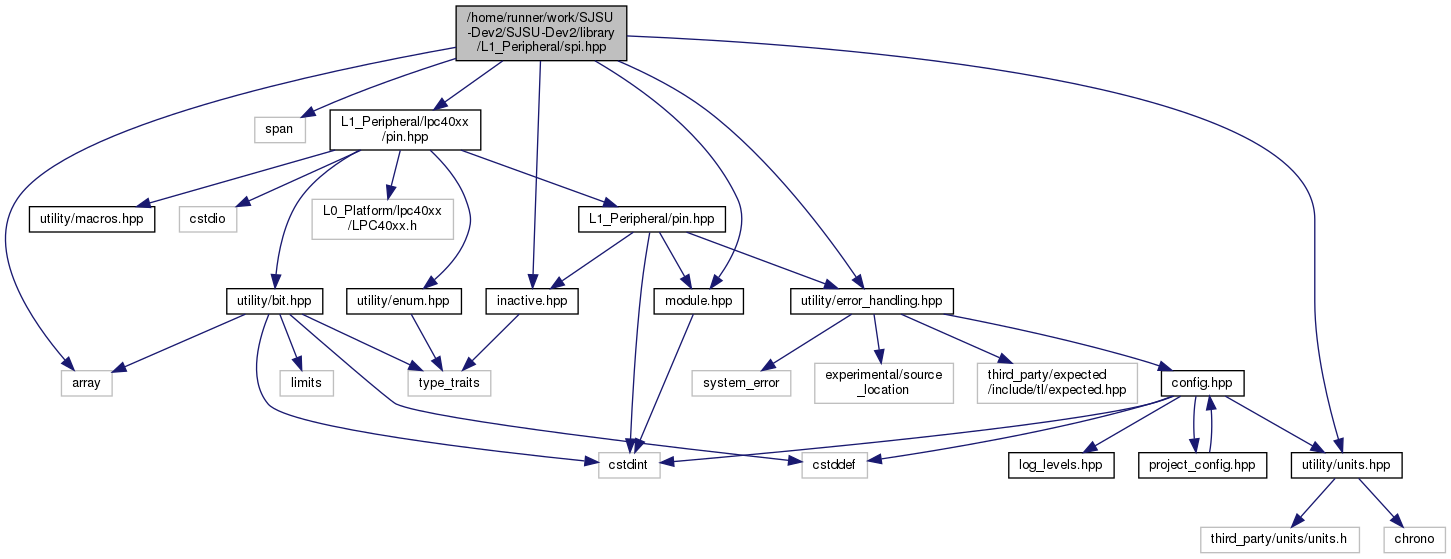 /home/runner/work/SJSU
-Dev2/SJSU-Dev2/library
/L1_Peripheral/spi.hpp
span
L1_Peripheral/lpc40xx
/pin.hpp
utility/macros.hpp
cstdio
L0_Platform/lpc40xx
/LPC40xx.h
L1_Peripheral/pin.hpp
utility/bit.hpp
utility/enum.hpp
inactive.hpp
module.hpp
utility/error_handling.hpp
array
limits
type_traits
system_error
experimental/source
_location
third_party/expected
/include/tl/expected.hpp
config.hpp
cstdint
cstddef
log_levels.hpp
project_config.hpp
utility/units.hpp
third_party/units/units.h
chrono